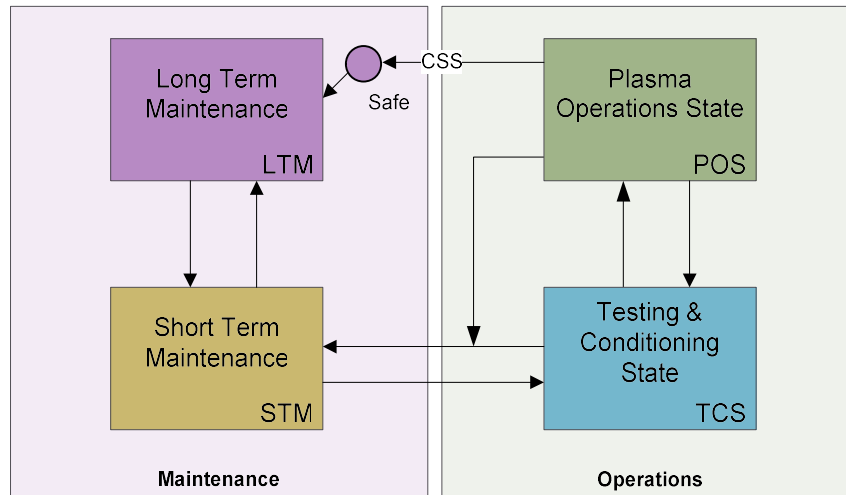 Long Term
Maintenance
LTM
Safe
CSS
Plasma
Operations State
POS
Short Term
Maintenance
STM
Testing &
Conditioning
State
TCS
Maintenance
Operations